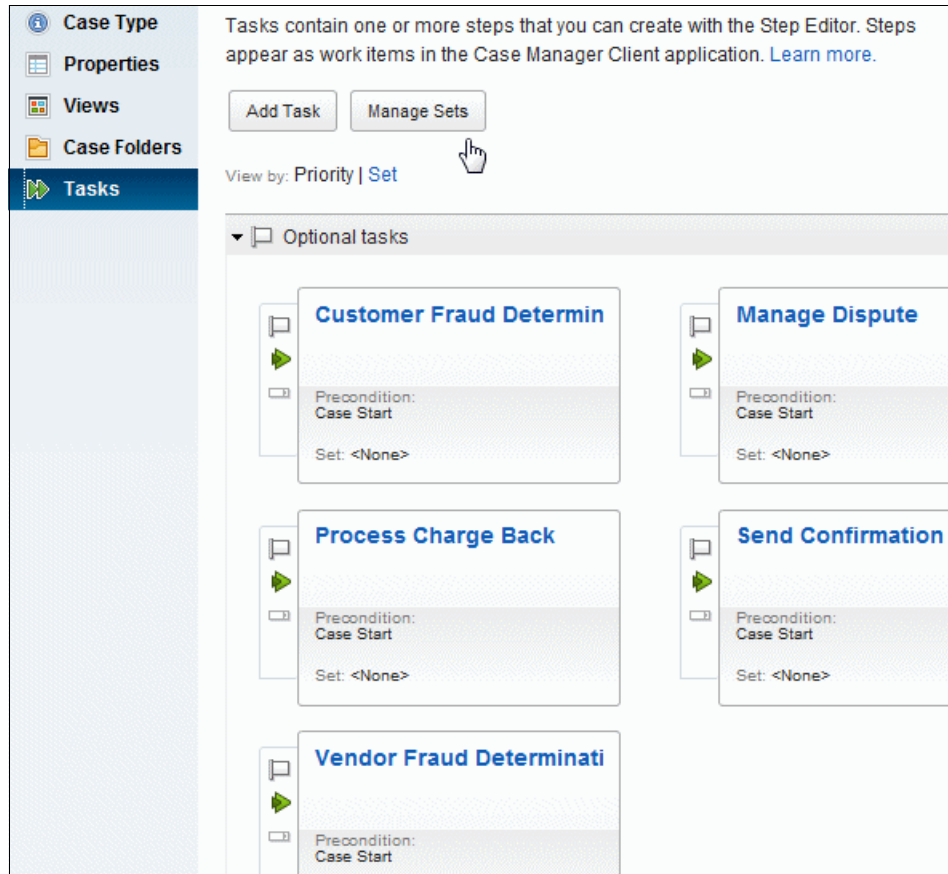 Case Type
Properties
Views
Case Folders
Tasks
Tasks contain one or more steps that you can create with the Step Editor. Steps
appear as work items in the Case Manager Client application. Learn more.
Add Task
Manage Sets
View by: Priority | Set
Optional tasks
Customer Fraud Determin
Precondition:
Case Start
Set: <None>
Manage Dispute
Precondition:
Case Start
Set: <None>
Process Charge Back
Precondition:
Case Start
Set: <None>
Send Confirmation
Precondition:
Case Start
Set: <None>
Vendor Fraud Determinati
Precondition:
Case Start